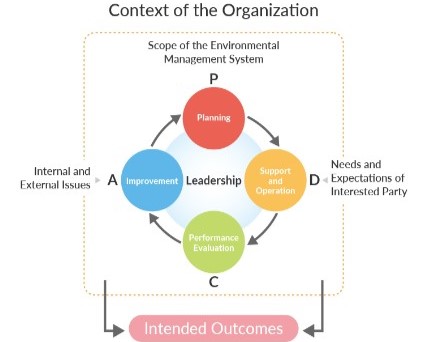 Context of the Organization
Scope of the Environmental
Management System
P
Planning
Internal and
External Issues
A
Improvement
Leadership
Support
and
Operation
D
Needs and
Expectations of
Interested Party
Performance
Evaluation
C
Intended Outcomes